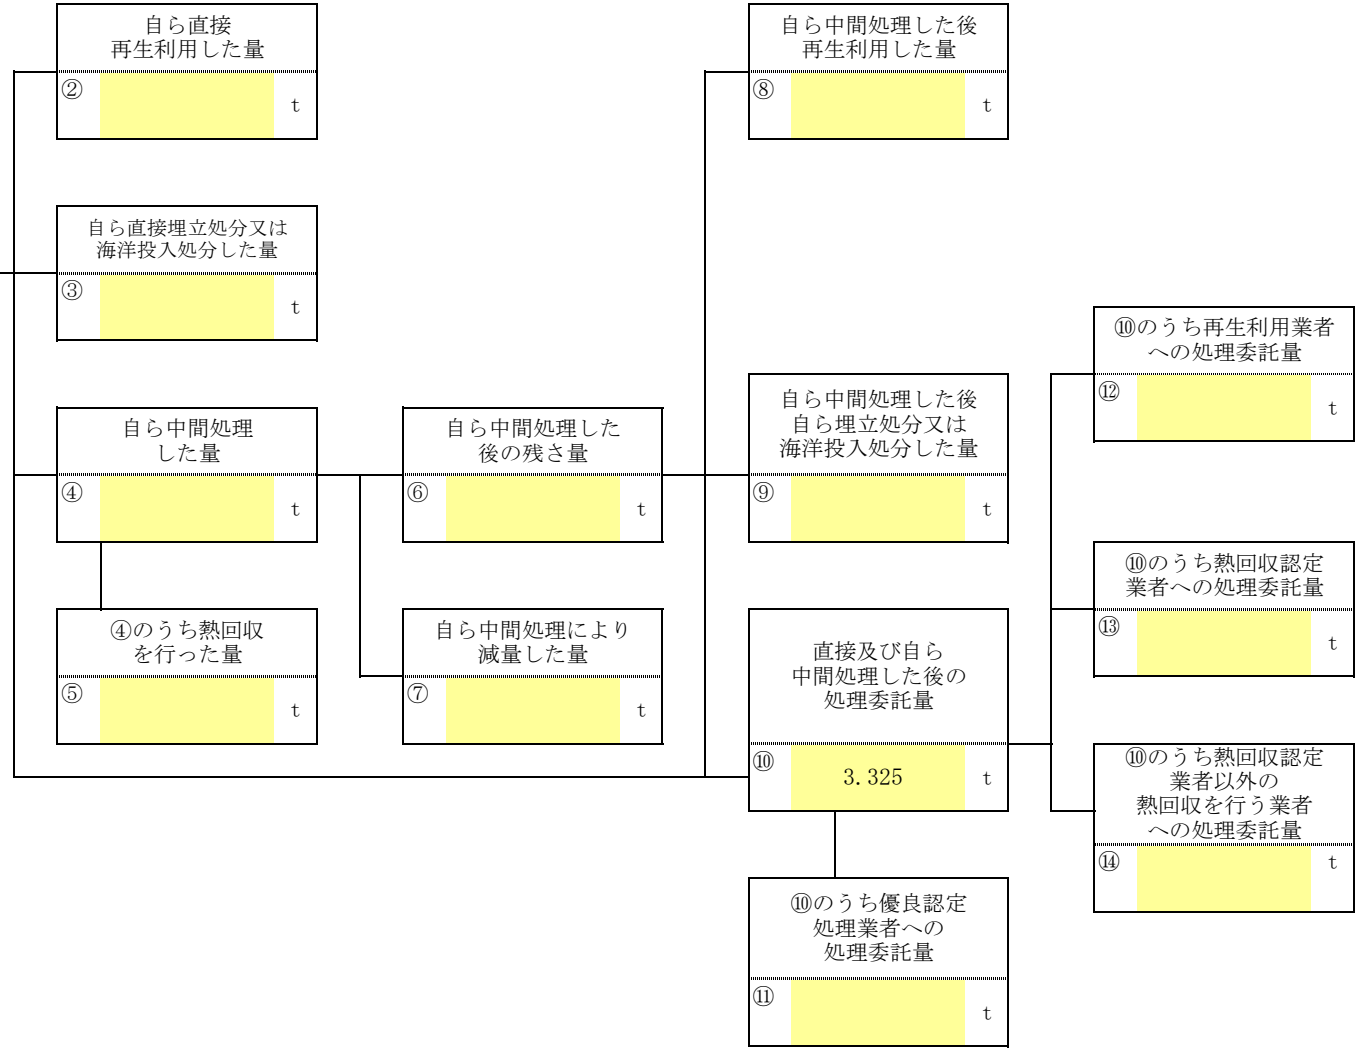 自ら直接
再生利用した量
②
t
自ら中間処理した後
再生利用した量
⑧
t
自ら直接埋立処分又は
海洋投入処分した量
③
t
⑩のうち再生利用業者
への処理委託量
⑫
t
自ら中間処理
した量
④
t
自ら中間処理した
後の残さ量
⑥
t
自ら中間処理した後
自ら埋立処分又は
海洋投入処分した量
⑨
t
⑩のうち熱回収認定
業者への処理委託量
⑬
t
④のうち熱回収
を行った量
⑤
t
自ら中間処理により
減量した量
⑦
t
直接及び自ら
中間処理した後の
処理委託量
⑩
3.325
t
⑩のうち熱回収認定
業者以外の
熱回収を行う業者
への処理委託量
⑭
t
⑩のうち優良認定
処理業者への
処理委託量
⑪
t